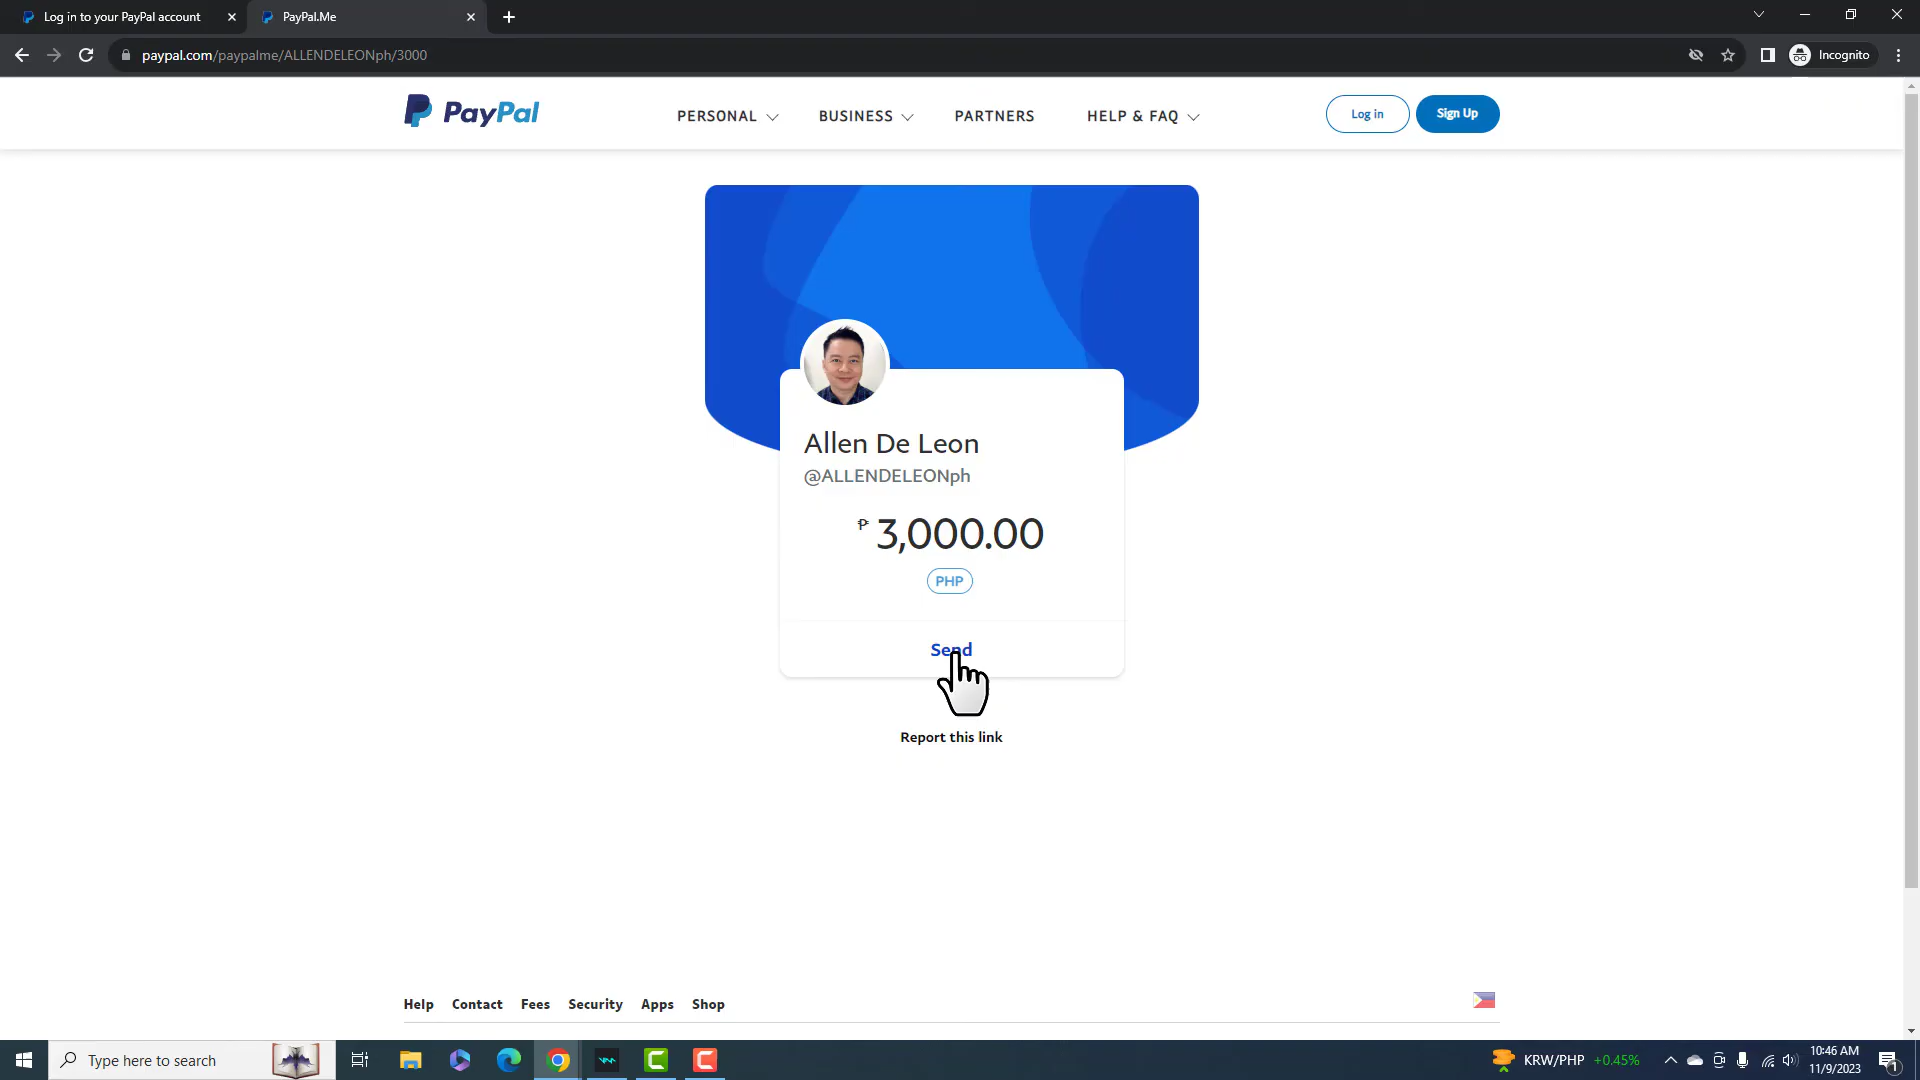 Log in to your PayPal account
PayPal.Me
paypal.com/paypalme/ALLENDELEONph/3000
Incognito
PayPal
PERSONAL
BUSINESS
PARTNERS
HELP & FAQ
Log in
Sign Up
Allen De Leon
@ALLENDELEONph
₱ 3,000.00
PHP
Send
Report this link
Help
Contact
Fees
Security
Apps
Shop
Type here to search
KRW/PHP +0.45%
10:46 AM
11/9/2023
1